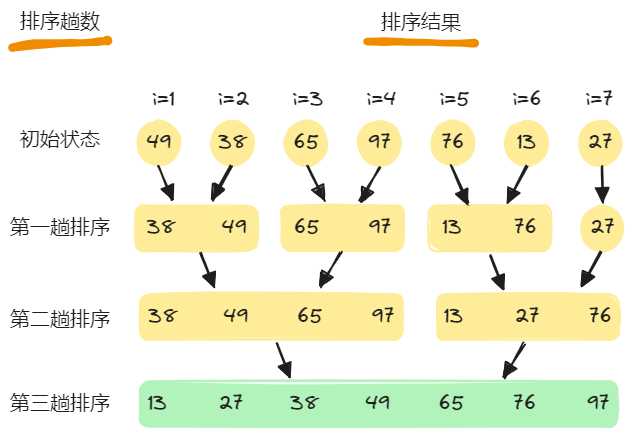 排序趟数 排序结果
i=1 i=2 i=3 i=4 i=5 i=6 i=7
初始状态 49 38 65 97 76 13 27
第一趟排序 38 49 65 97 13 76 27
第二趟排序 38 49 65 97 13 27 76
第三趟排序 13 27 38 49 65 76 97